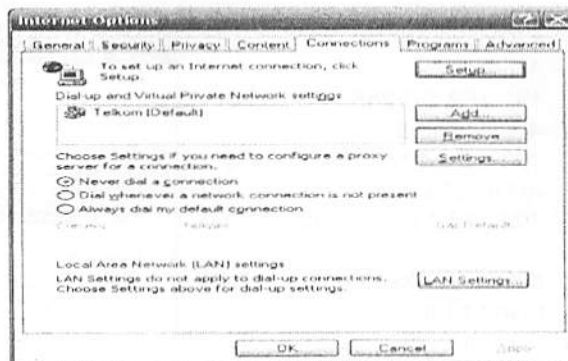 Internet Options
General Security Privacy Content Connections Programs Advanced
To set up an Internet connection, click
Setup.
Setup...
Dial-up and Virtual Private Network settings
Telkom (Default)
Add...
Remove
Choose Settings if you need to configure a proxy
server for a connection.
Settings...
Never dial a connection
Dial whenever a network connection is not present
Always dial my default connection
Current Telkom Set Default
Local Area Network (LAN) settings
LAN Settings do not apply to dial-up connections.
Choose Settings above for dial-up settings.
LAN Settings...
OK Cancel Apply